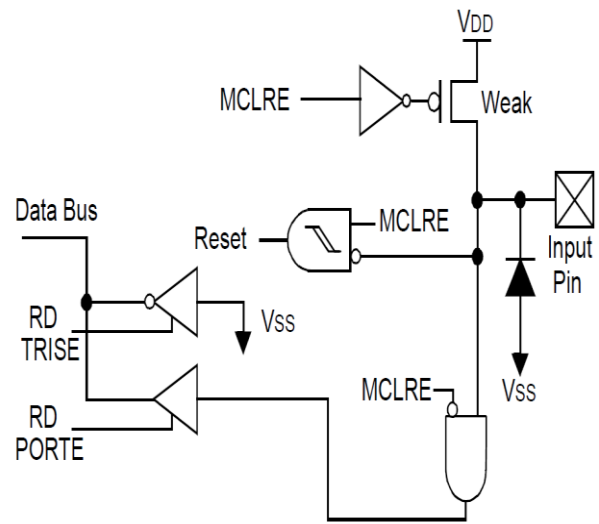 VDD
MCLRE
Weak
Data Bus
Reset
MCLRE
Input
Pin
RD
TRISE
VSS
VSS
MCLRE
RD
PORTE